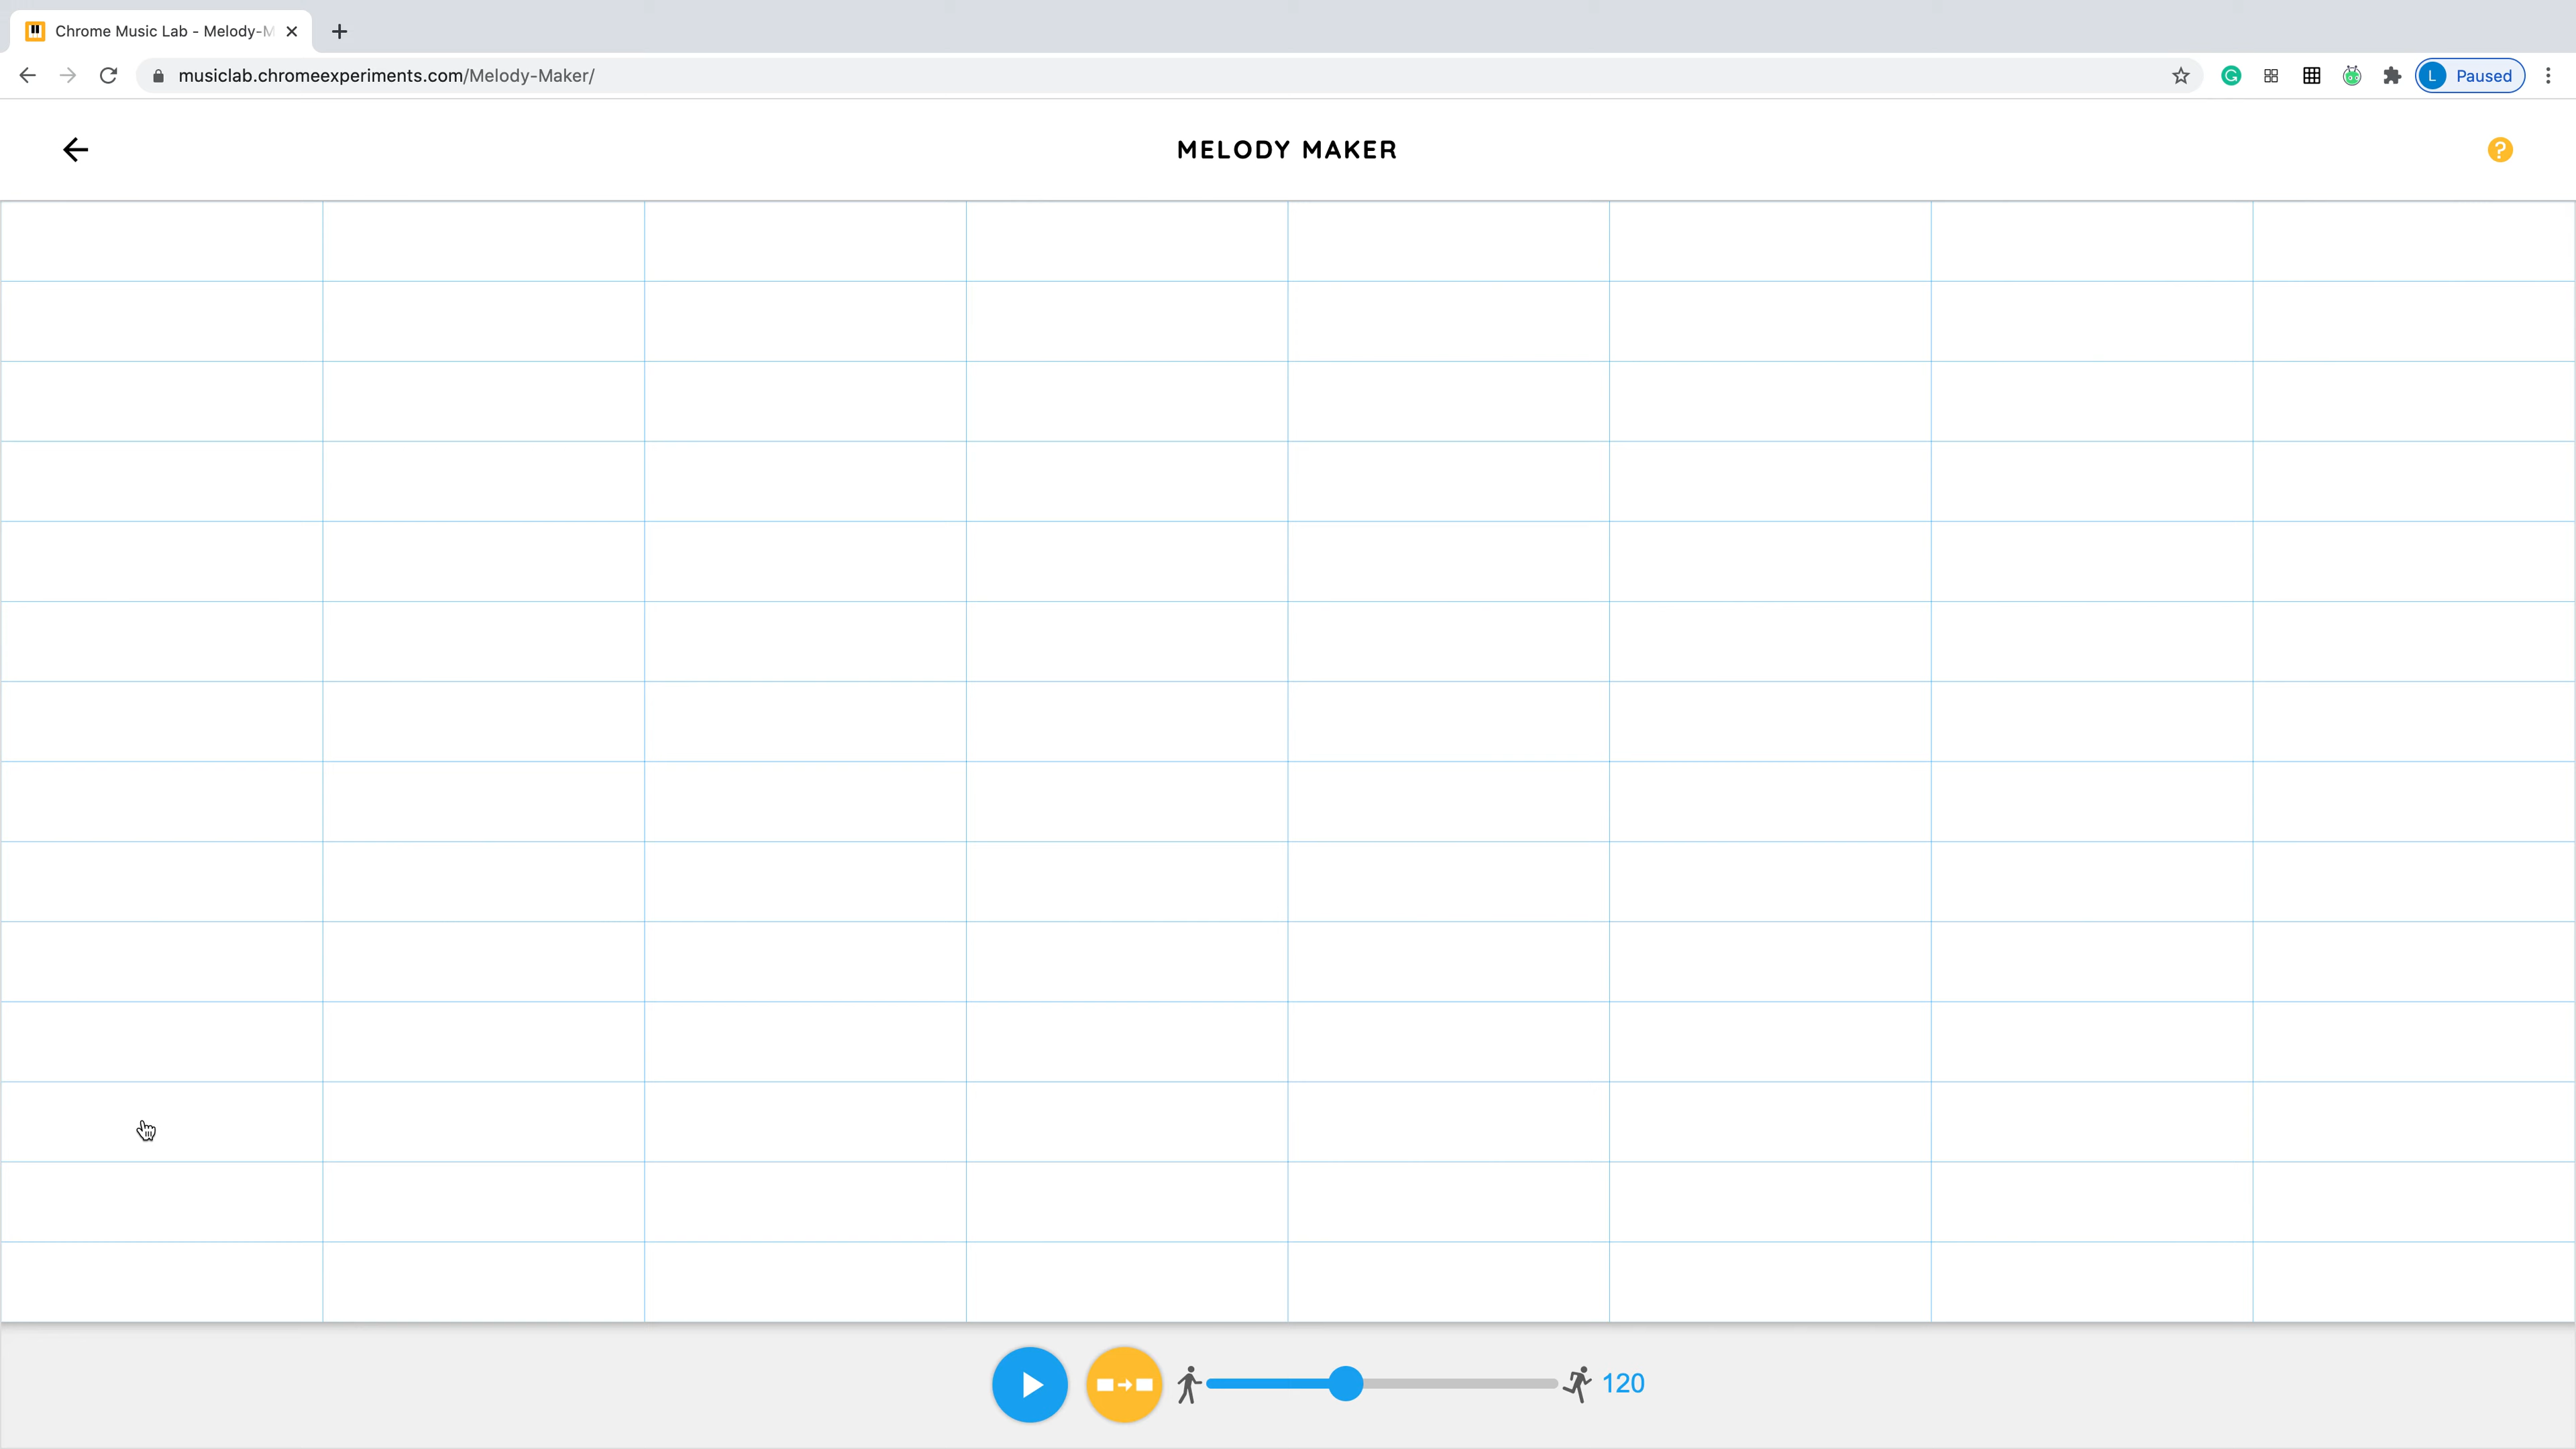 Chrome Music Lab - Melody-M
musiclab.chromeexperiments.com/Melody-Maker/
L Paused
MELODY MAKER
?
120